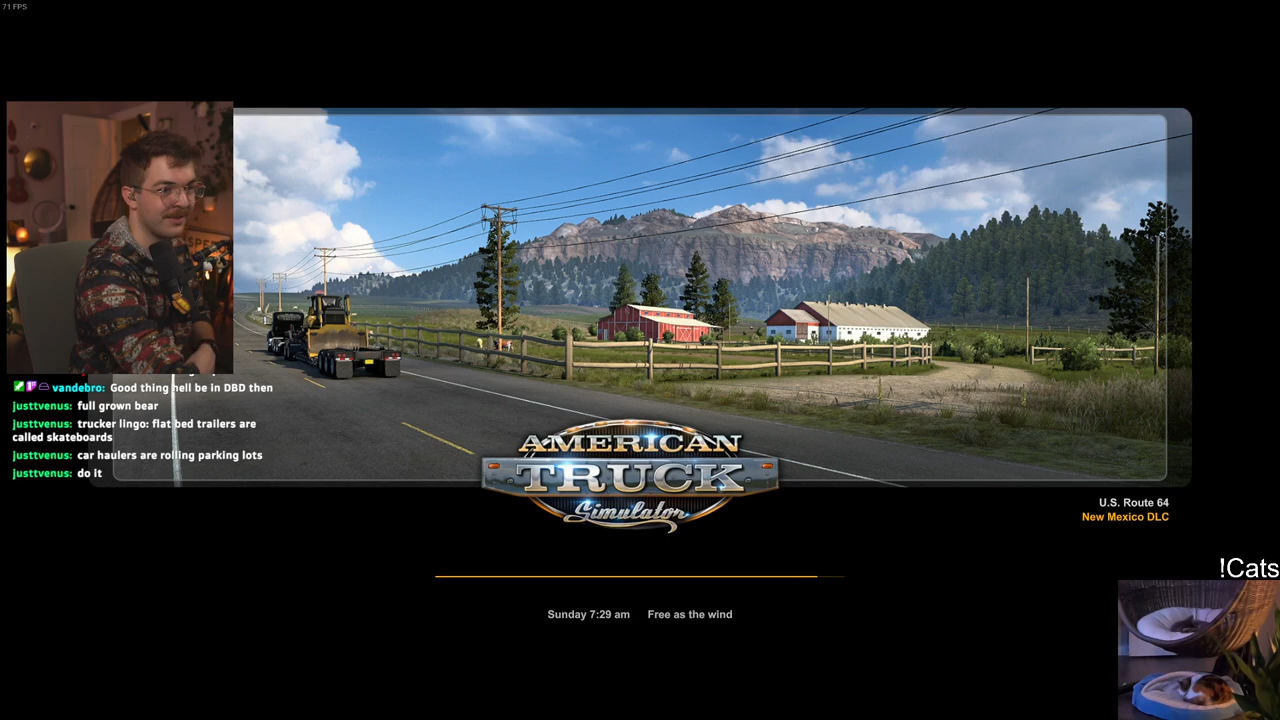 71 FPS
vandebro: Good thing hell be in DBD then
justtvenus: full grown bear
justtvenus: trucker lingo: flat bed trailers are
called skateboards
justtvenus: car haulers are rolling parking lots
justtvenus: do it
AMERICAN
TRUCK
Simulator
U.S. Route 64
New Mexico DLC
!Cats
Sunday 7:29 am Free as the wind